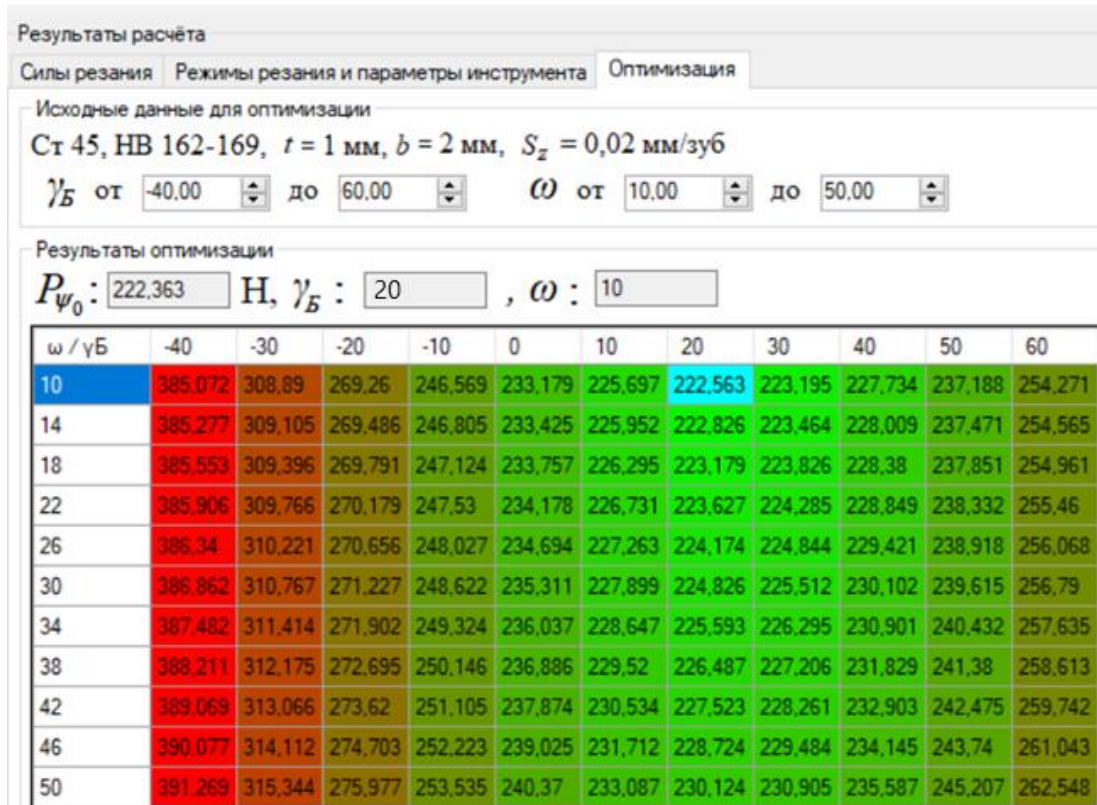 Результаты расчёта
Силы резания Режимы резания и параметры инструмента Оптимизация
Исходные данные для оптимизации
Ст 45, НВ 162-169, t = 1 мм, b = 2 мм, S_z = 0,02 мм/зуб
γ_Б от -40,00 до 60,00 ω от 10,00 до 50,00
Результаты оптимизации
P_ψ₀ : 222,363 Н, γ_Б : 20 , ω : 10
ω / γБ -40 -30 -20 -10 0 10 20 30 40 50 60
10 385,072 308,89 269,26 246,569 233,179 225,697 222,563 223,195 227,734 237,188 254,271
14 385,277 309,105 269,486 246,805 233,425 225,952 222,826 223,464 228,009 237,471 254,565
18 385,553 309,396 269,791 247,124 233,757 226,295 223,179 223,826 228,38 237,851 254,961
22 385,906 309,766 270,179 247,53 234,178 226,731 223,627 224,285 228,849 238,332 255,46
26 386,34 310,221 270,656 248,027 234,694 227,263 224,174 224,844 229,421 238,918 256,068
30 386,862 310,767 271,227 248,622 235,311 227,899 224,826 225,512 230,102 239,615 256,79
34 387,482 311,414 271,902 249,324 236,037 228,647 225,593 226,295 230,901 240,432 257,635
38 388,211 312,175 272,695 250,146 236,886 229,52 226,487 227,206 231,829 241,38 258,613
42 389,069 313,066 273,62 251,105 237,874 230,534 227,523 228,261 232,903 242,475 259,742
46 390,077 314,112 274,703 252,223 239,025 231,712 228,724 229,484 234,145 243,74 261,043
50 391,269 315,344 275,977 253,535 240,37 233,087 230,124 230,905 235,587 245,207 262,548